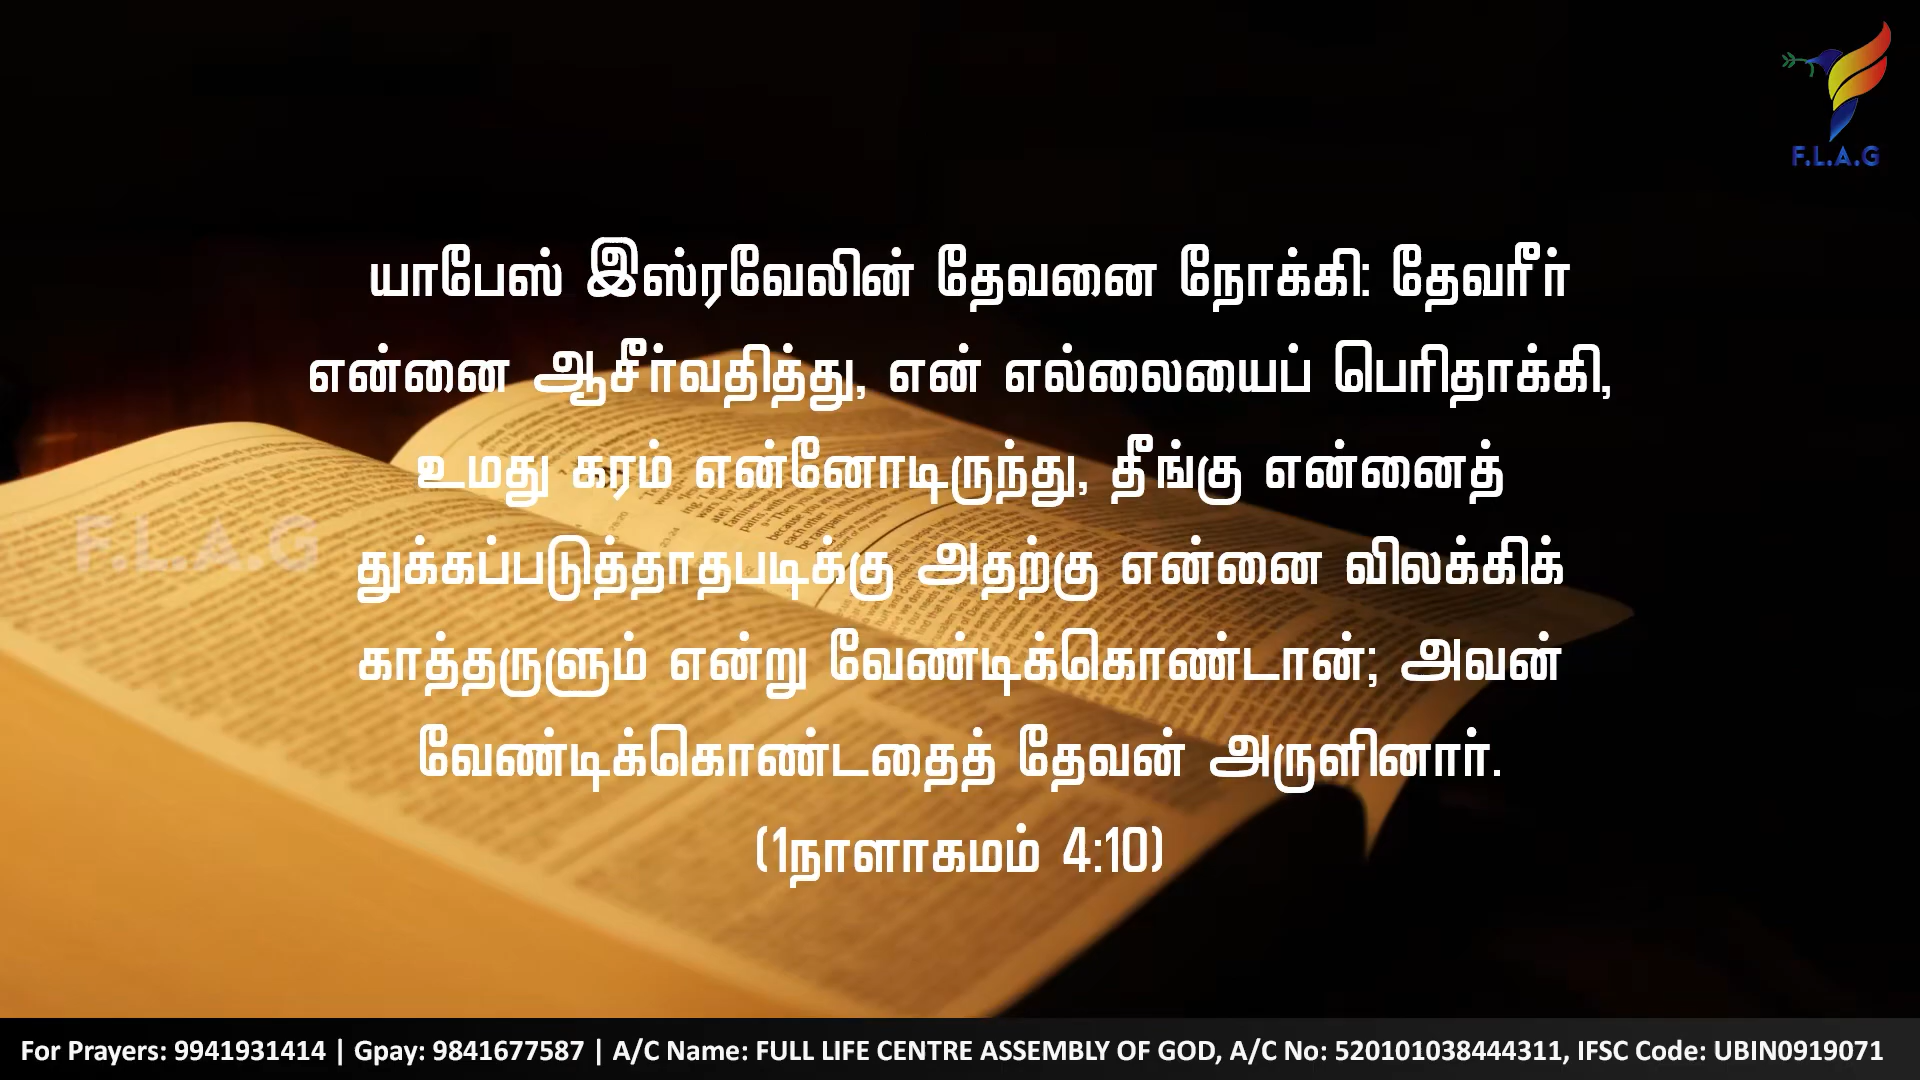 F.L.A.G
யாபேஸ் இஸ்ரவேலின் தேவனை நோக்கி: தேவரீர்
என்னை ஆசீர்வதித்து, என் எல்லையைப் பெரிதாக்கி,
உமது கரம் என்னோடிருந்து, தீங்கு என்னைத்
துக்கப்படுத்தாதபடிக்கு அதற்கு என்னை விலக்கிக்
காத்தருளும் என்று வேண்டிக்கொண்டான்; அவன்
வேண்டிக்கொண்டதைத் தேவன் அருளினார்.
(1நாளாகமம் 4:10)
F.L.A.G
For Prayers: 9941931414 | Gpay: 9841677587 | A/C Name: FULL LIFE CENTRE ASSEMBLY OF GOD, A/C No: 520101038444311, IFSC Code: UBIN0919071